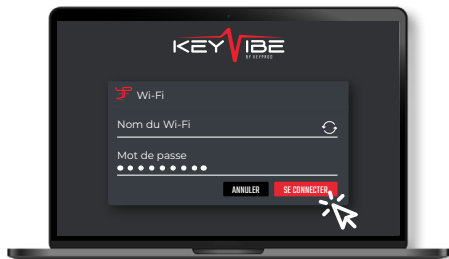 KEYVIBE
BY KEYPROD
Wi-Fi
Nom du Wi-Fi
Mot de passe
ANNULER
SE CONNECTER